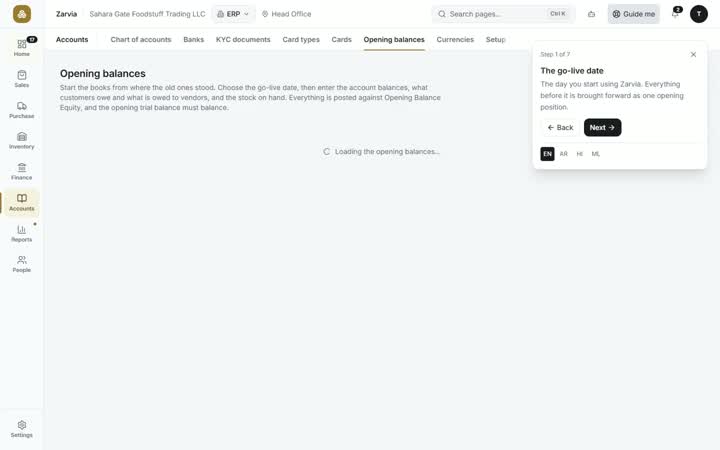 Zarvia
Sahara Gate Foodstuff Trading LLC
ERP
Head Office
Search pages...
Ctrl K
Guide me
2
T
17
Home
Sales
Purchase
Inventory
Finance
Accounts
Reports
People
Settings
Accounts
Chart of accounts
Banks
KYC documents
Card types
Cards
Opening balances
Currencies
Setup
Opening balances
Start the books from where the old ones stood. Choose the go-live date, then enter the account balances, what
customers owe and what is owed to vendors, and the stock on hand. Everything is posted against Opening Balance
Equity, and the opening trial balance must balance.
Loading the opening balances...
Step 1 of 7
The go-live date
The day you start using Zarvia. Everything
before it is brought forward as one opening
position.
← Back
Next →
EN AR HI ML